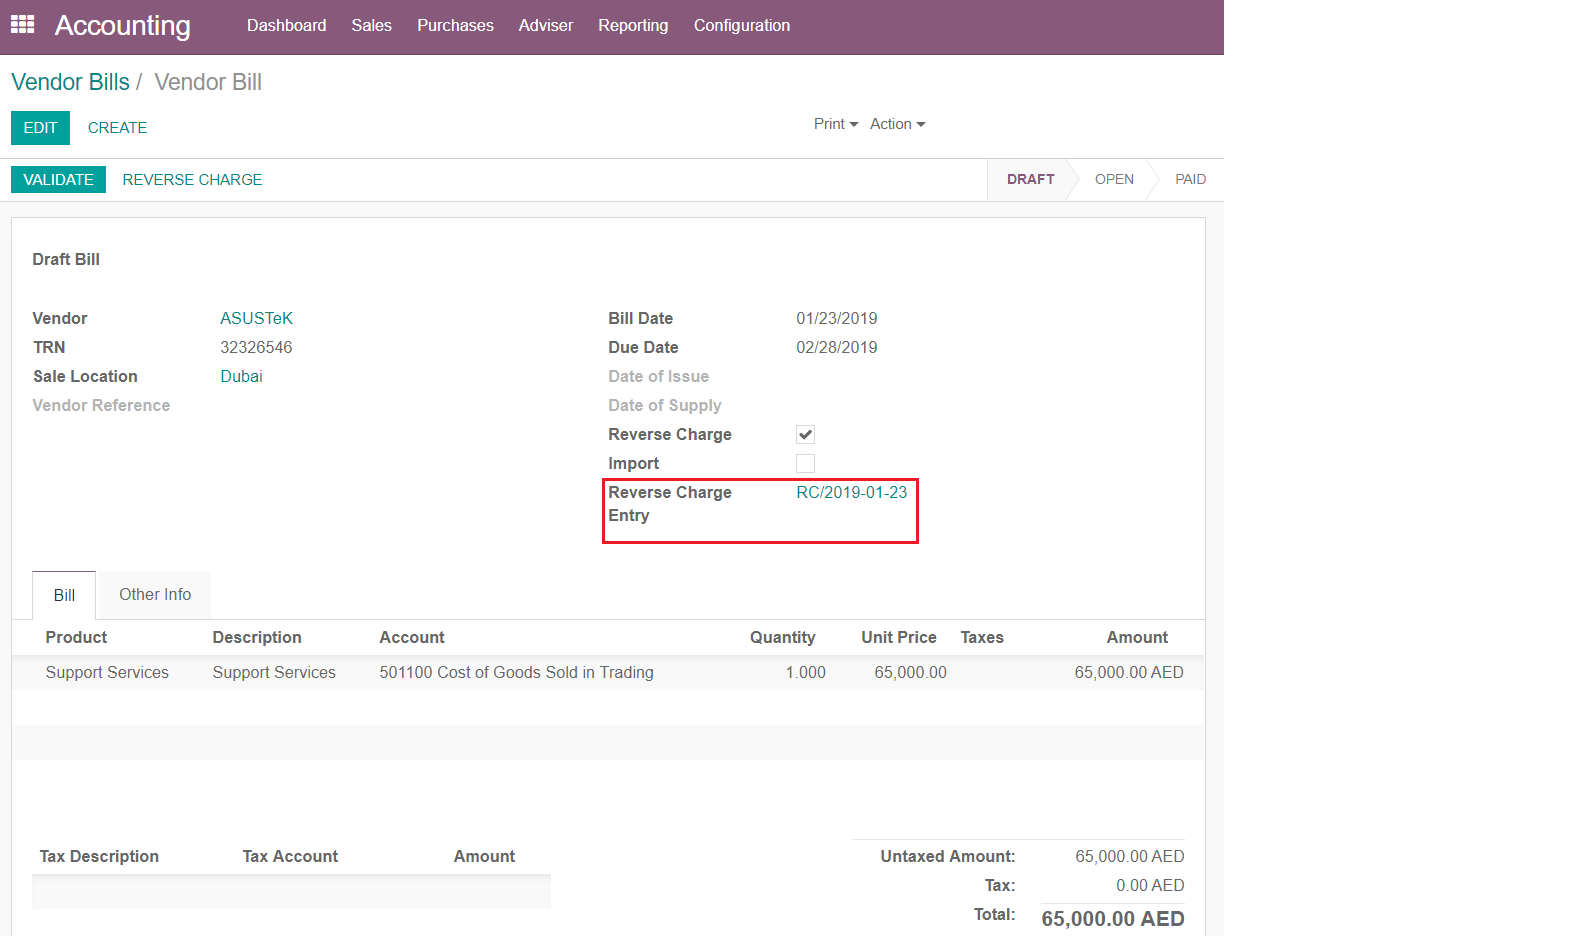 Accounting Dashboard Sales Purchases Adviser Reporting Configuration
Vendor Bills / Vendor Bill
EDIT CREATE Print Action
VALIDATE REVERSE CHARGE DRAFT OPEN PAID
Draft Bill
Vendor ASUSTeK Bill Date 01/23/2019
TRN 32326546 Due Date 02/28/2019
Sale Location Dubai Date of Issue
Vendor Reference Date of Supply
Reverse Charge
Import
Reverse Charge RC/2019-01-23
Entry
Bill Other Info
Product Description Account Quantity Unit Price Taxes Amount
Support Services Support Services 501100 Cost of Goods Sold in Trading 1.000 65,000.00 65,000.00 AED
Tax Description Tax Account Amount Untaxed Amount: 65,000.00 AED
Tax: 0.00 AED
Total: 65,000.00 AED